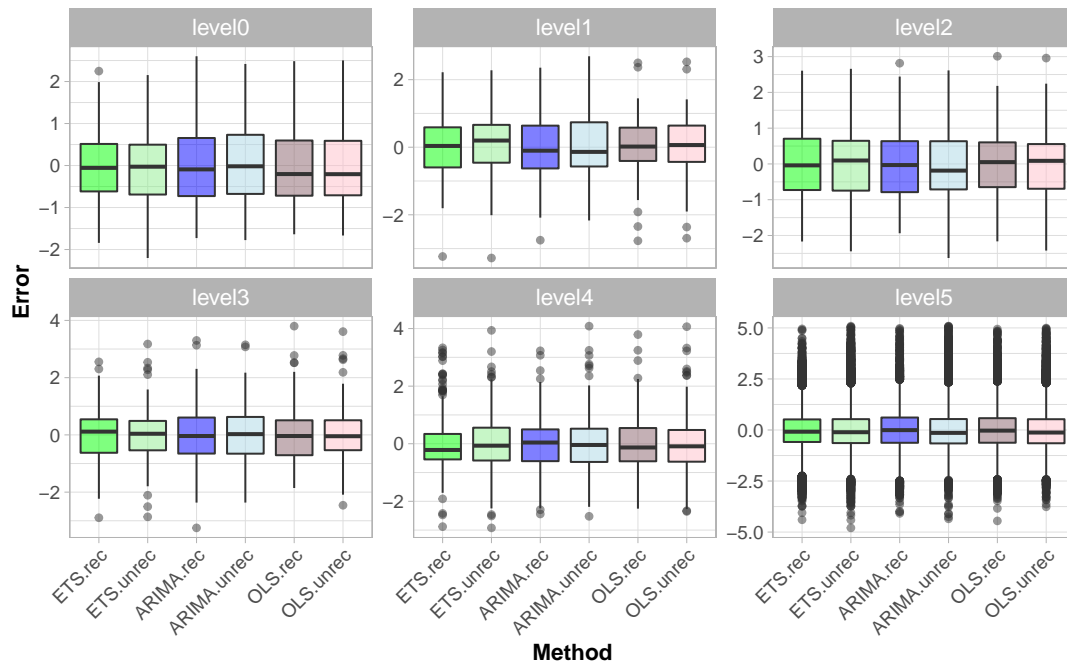 level0
level1
level2
2
1
0
−1
−2
2
0
−2
3
2
1
0
−1
−2
level3
level4
level5
4
2
0
−2
4
2
0
−2
5.0
2.5
0.0
−2.5
−5.0
ETS.rec
ETS.unrec
ARIMA.rec
ARIMA.unrec
OLS.rec
OLS.unrec
ETS.rec
ETS.unrec
ARIMA.rec
ARIMA.unrec
OLS.rec
OLS.unrec
ETS.rec
ETS.unrec
ARIMA.rec
ARIMA.unrec
OLS.rec
OLS.unrec
Error
Method